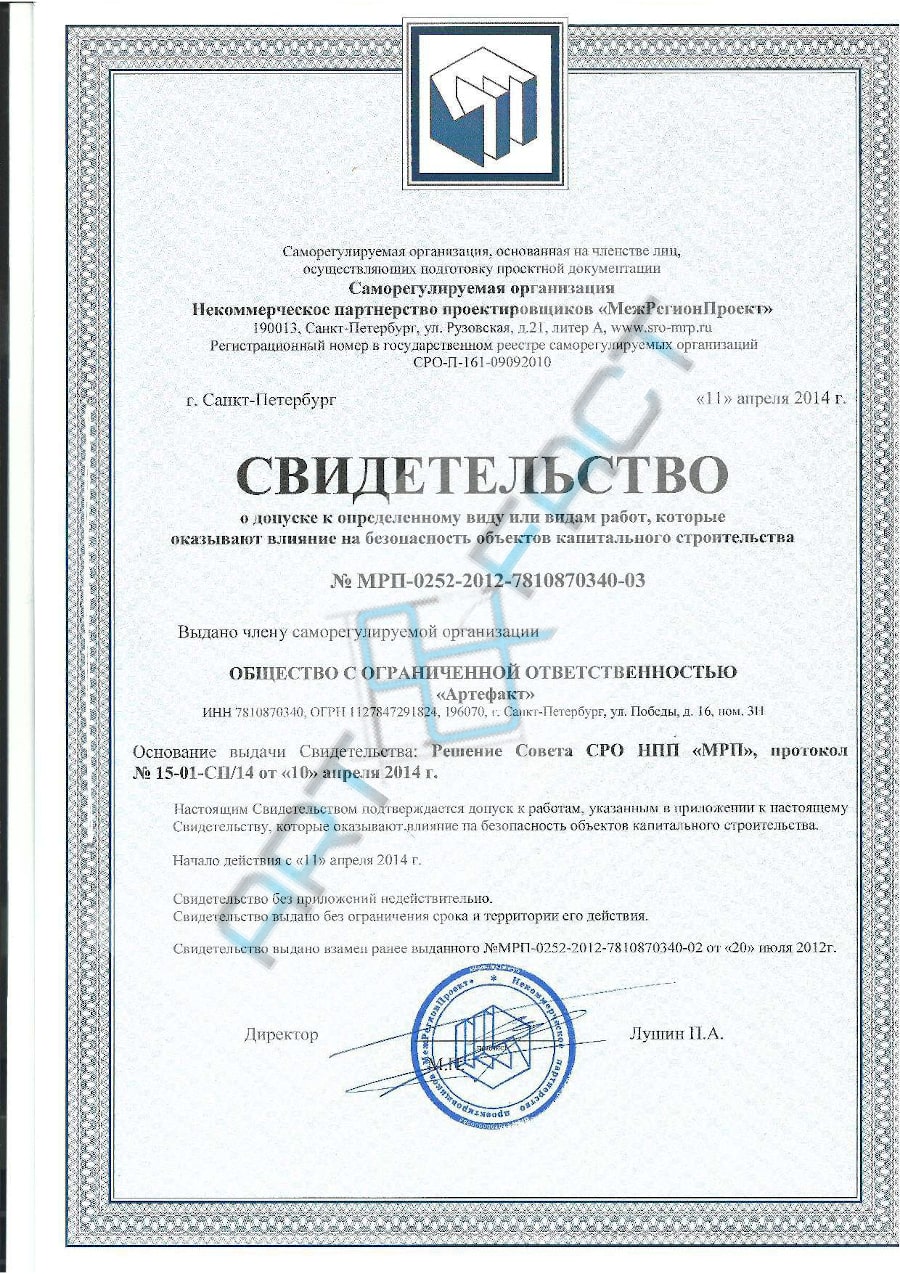 Саморегулируемая организация, основанная на членстве лиц,
осуществляющих подготовку проектной документации
Саморегулируемая организация
Некоммерческое партнерство проектировщиков «МежРегионПроект»
190013, Санкт-Петербург, ул. Рузовская, д.21, литер А, www.sro-mrp.ru
Регистрационный номер в государственном реестре саморегулируемых организаций
СРО-П-161-09092010
г. Санкт-Петербург «11» апреля 2014 г.
СВИДЕТЕЛЬСТВО
о допуске к определенному виду или видам работ, которые
оказывают влияние на безопасность объектов капитального строительства
№ МРП-0252-2012-7810870340-03
Выдано члену саморегулируемой организации
ОБЩЕСТВО С ОГРАНИЧЕННОЙ ОТВЕТСТВЕННОСТЬЮ
«Артефакт»
ИНН 7810870340, ОГРН 1127847291824, 196070, г. Санкт-Петербург, ул. Победы, д. 16, пом. 3Н
Основание выдачи Свидетельства: Решение Совета СРО НПП «МРП», протокол
№ 15-01-СП/14 от «10» апреля 2014 г.
Настоящим Свидетельством подтверждается допуск к работам, указанным в приложении к настоящему
Свидетельству, которые оказывают влияние на безопасность объектов капитального строительства.
Начало действия с «11» апреля 2014 г.
Свидетельство без приложений недействительно.
Свидетельство выдано без ограничения срока и территории его действия.
Свидетельство выдано взамен ранее выданного №МРП-0252-2012-7810870340-02 от «20» июля 2012г.
Директор Лушин П.А.
М.П.
Некоммерческое партнерство проектировщиков «МежРегионПроект»
ART FACT